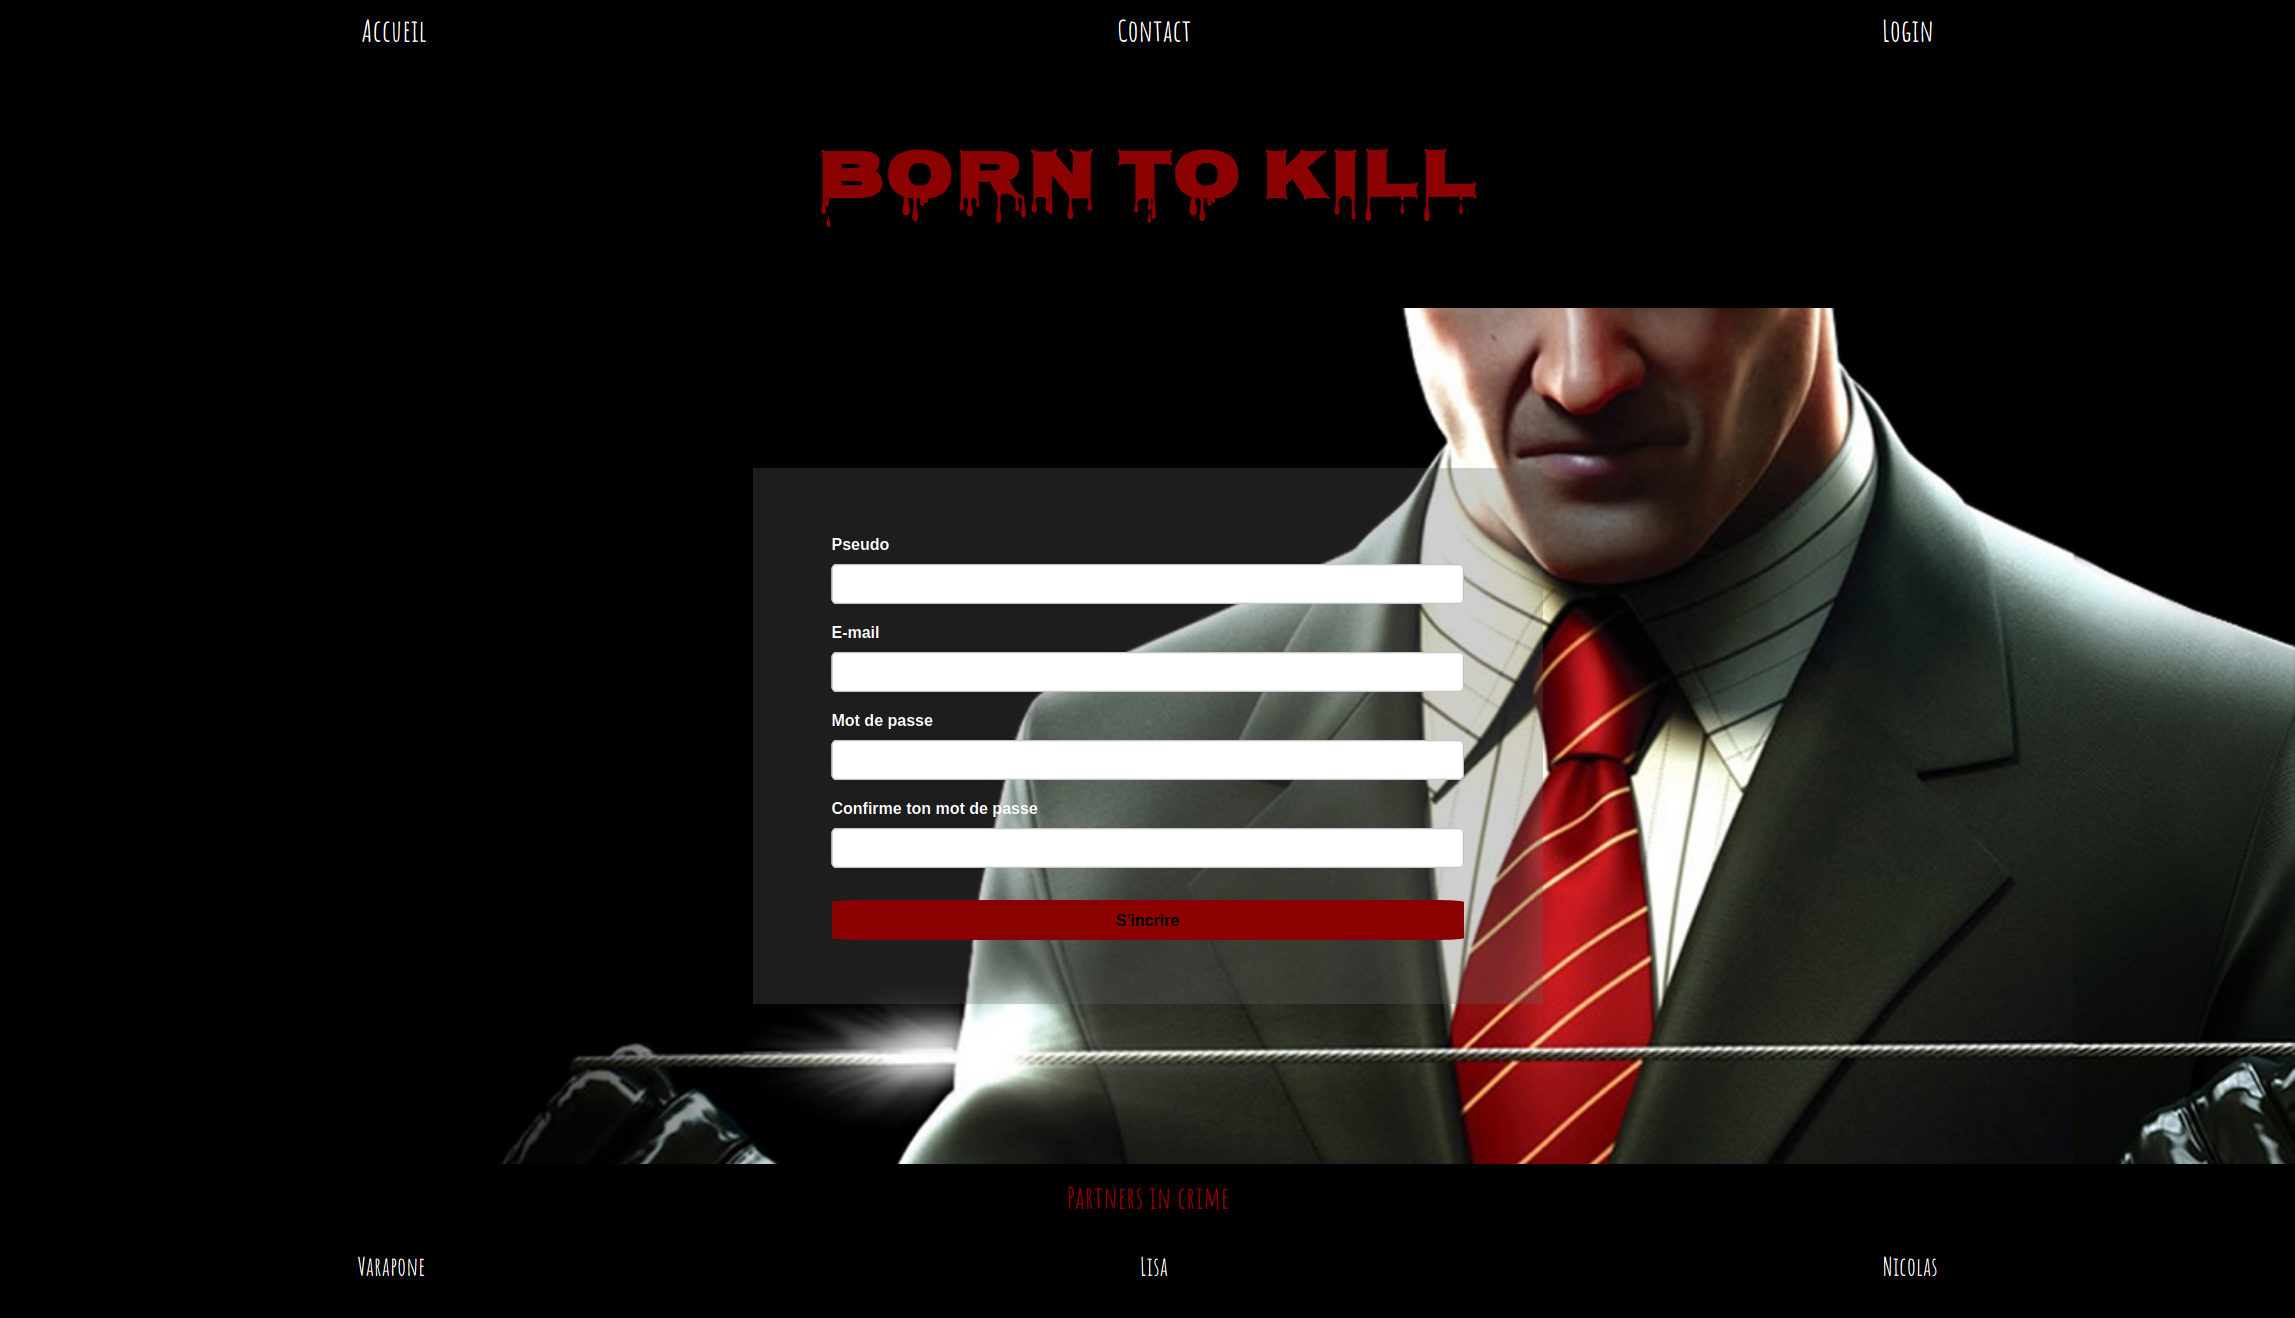 Accueil
Contact
Login
BORN TO KILL
Pseudo
E-mail
Mot de passe
Confirme ton mot de passe
S'incrire
Partners in crime
Varapone
Lisa
Nicolas